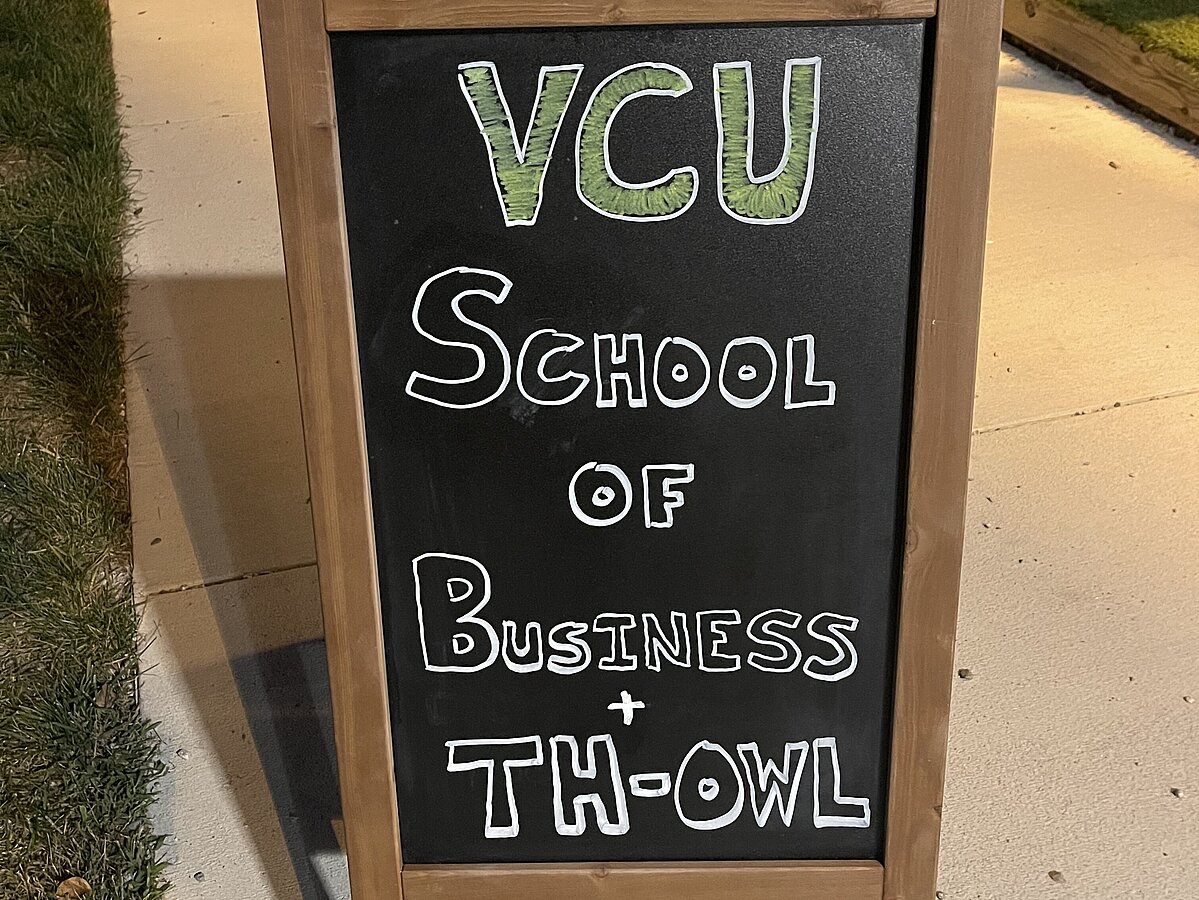 VCU
SCHOOL
OF
BUSINESS
+
TH-OWL